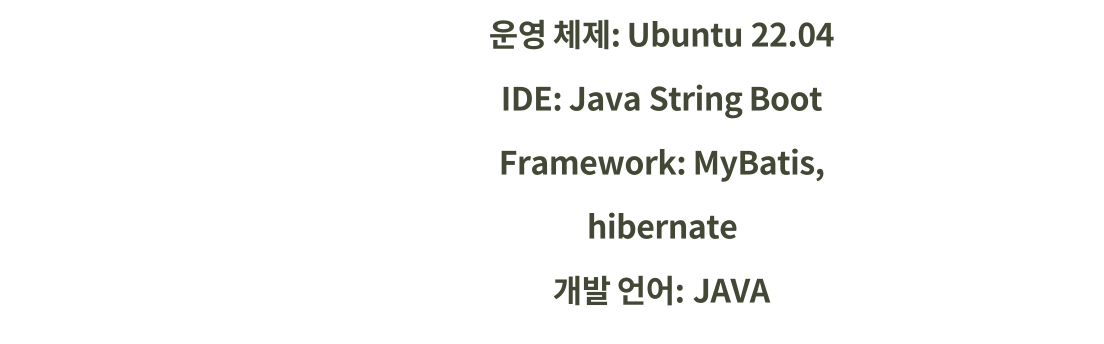 운영 체제: Ubuntu 22.04
IDE: Java String Boot
Framework: MyBatis,
hibernate
개발 언어: JAVA